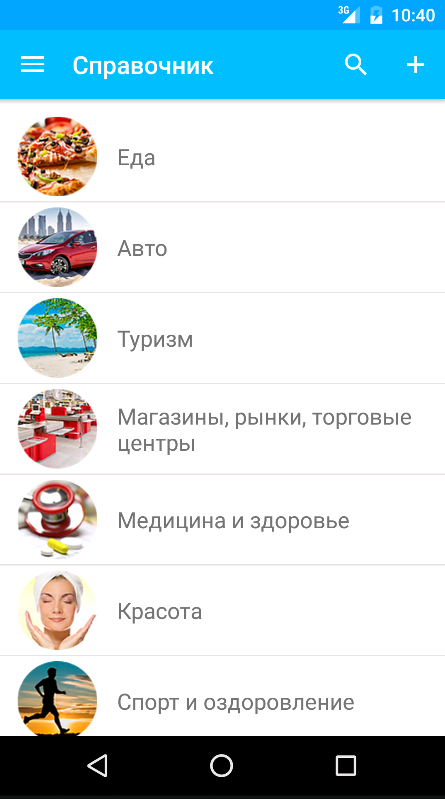 3G 10:40
Справочник
Еда
Авто
Туризм
Магазины, рынки, торговые
центры
Медицина и здоровье
Красота
Спорт и оздоровление